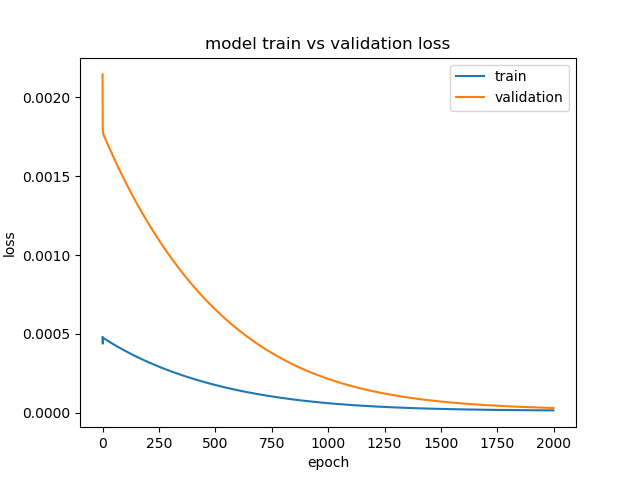 model train vs validation loss
train
validation
loss
0.0020
0.0015
0.0010
0.0005
0.0000
0 250 500 750 1000 1250 1500 1750 2000
epoch